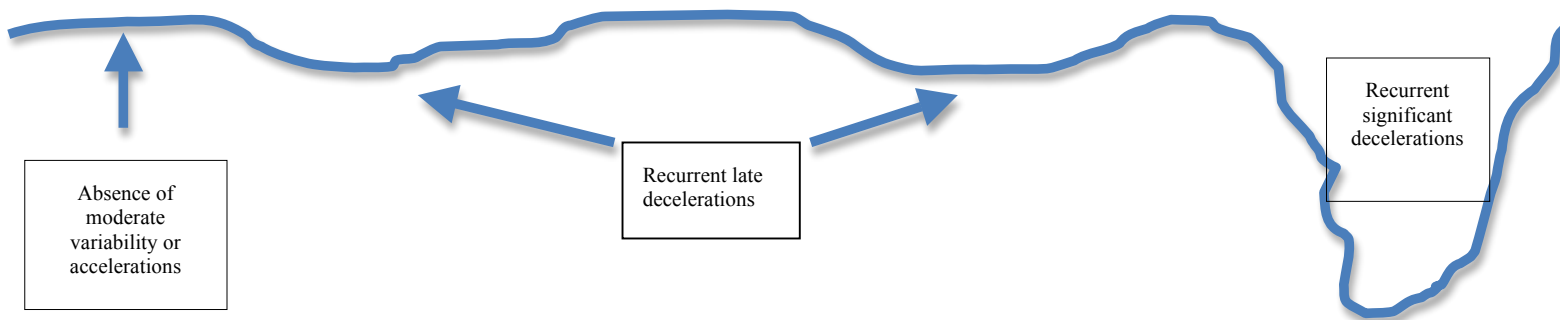 Absence of
moderate
variability or
accelerations
Recurrent late
decelerations
Recurrent
significant
decelerations